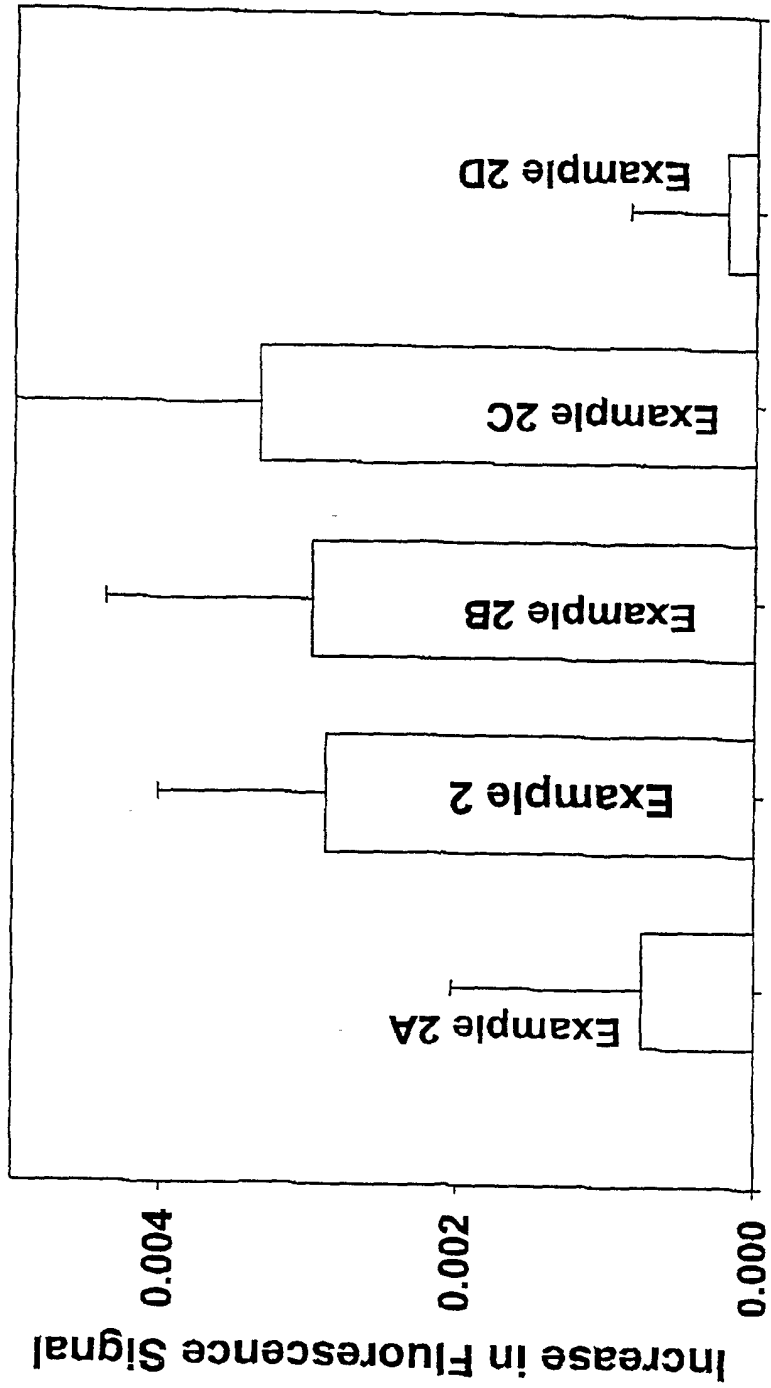 Increase in Fluorescence Signal
0.004
0.002
0.000
Example 2A
Example 2
Example 2B
Example 2C
Example 2D